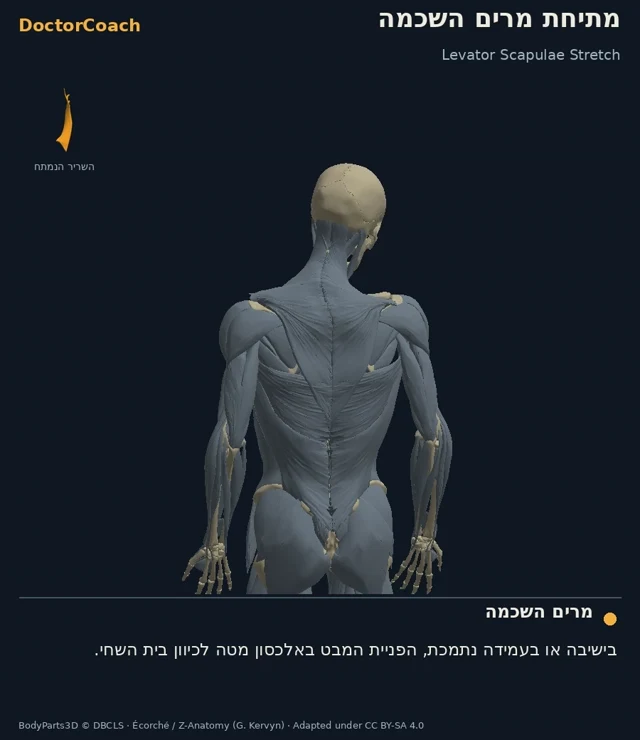 DoctorCoach
מתיחת מרים השכמה
Levator Scapulae Stretch
השריר הנמתח
מרים השכמה
בישיבה או בעמידה נתמכת, הפניית המבט באלכסון מטה לכיוון בית השחי.
BodyParts3D © DBCLS · Écorché / Z-Anatomy (G. Kervyn) · Adapted under CC BY-SA 4.0